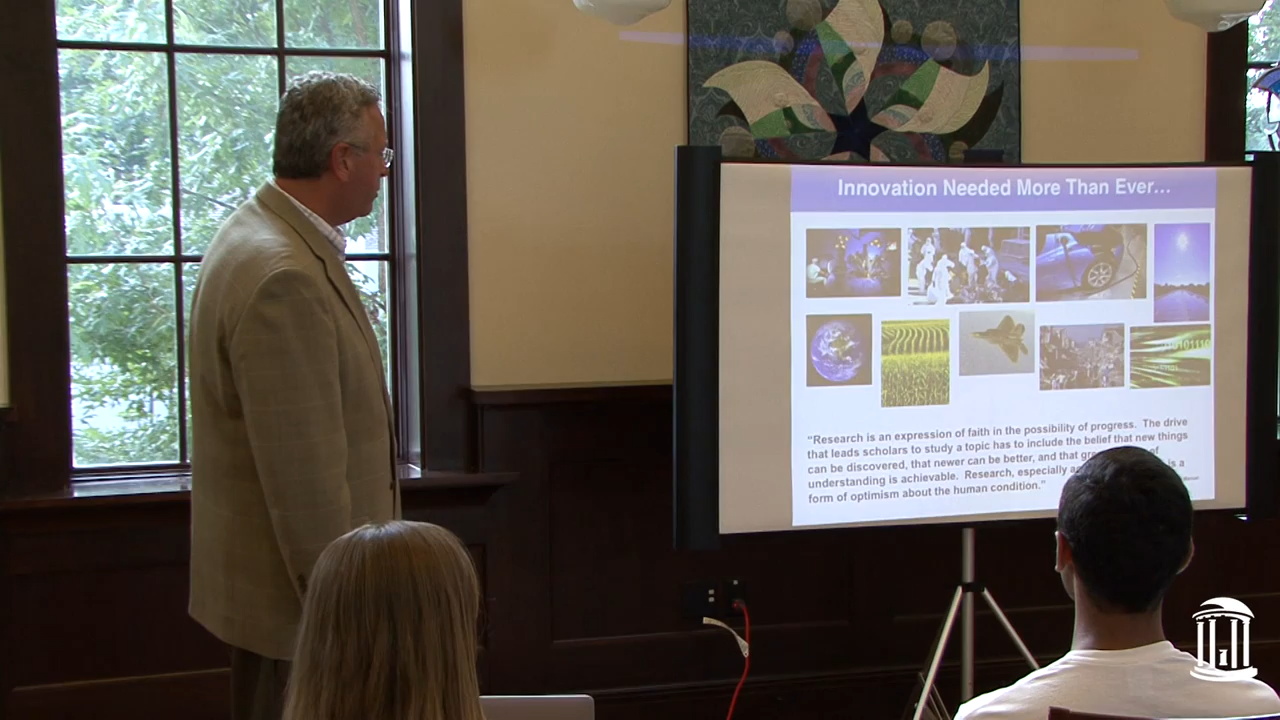 Innovation Needed More Than Ever...
"Research is an expression of faith in the possibility of progress. The drive
that leads scholars to study a topic has to include the belief that new things
can be discovered, that newer can be better, and that of
understanding is achievable. Research, especially is a
form of optimism about the human condition."